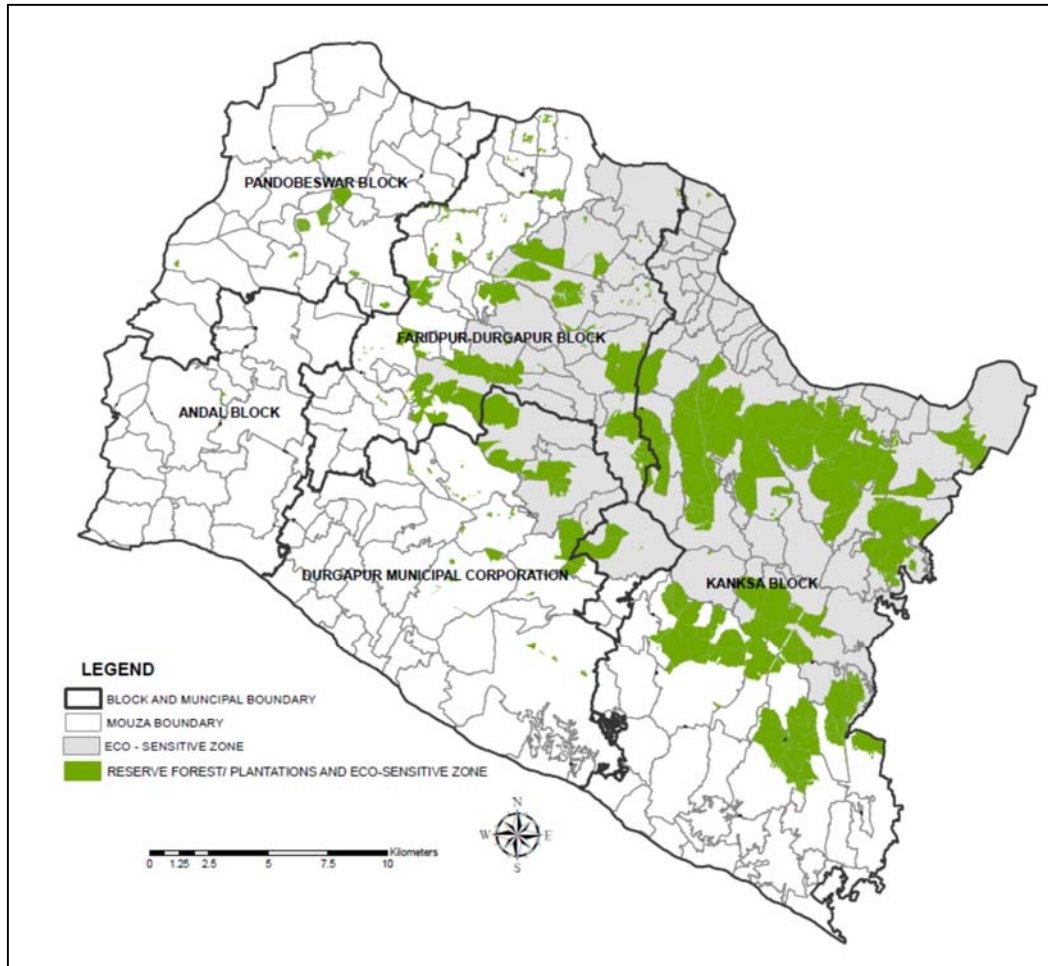 PANDOBESWAR BLOCK
FARIDPUR-DURGAPUR BLOCK
ANDAL BLOCK
DURGAPUR MUNICIPAL CORPORATION
KANKSA BLOCK
LEGEND
BLOCK AND MUNCIPAL BOUNDARY
MOUZA BOUNDARY
ECO - SENSITIVE ZONE
RESERVE FOREST/ PLANTATIONS AND ECO-SENSITIVE ZONE
N
W E
S
Kilometers
0 1.25 2.5 5 7.5 10